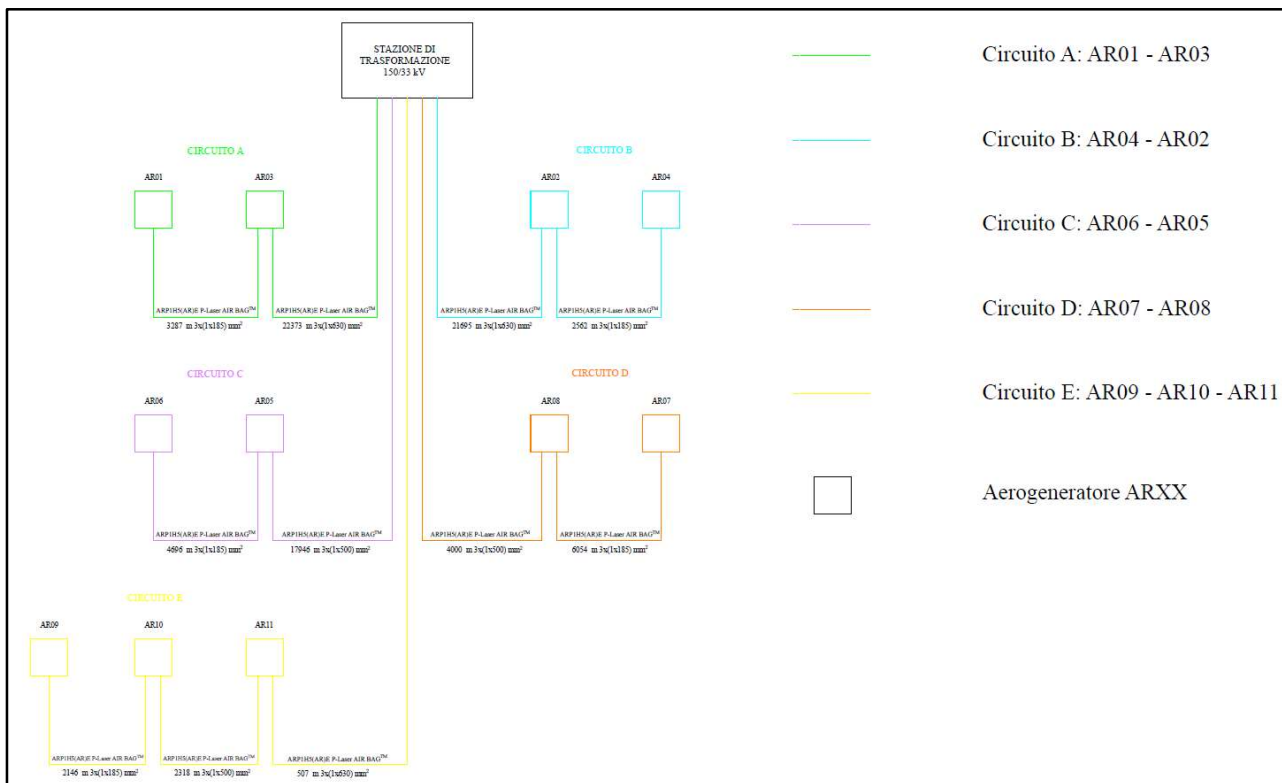 STAZIONE DI
TRASFORMAZIONE
150/33 kV
CIRCUITO A
CIRCUITO B
AR01
AR03
AR02
AR04
ARP1H5(AR)E P-Laser AIR BAG™
ARP1H5(AR)E P-Laser AIR BAG™
ARP1H5(AR)E P-Laser AIR BAG™
ARP1H5(AR)E P-Laser AIR BAG™
3287 m 3x(1x185) mm²
22373 m 3x(1x630) mm²
21695 m 3x(1x630) mm²
2562 m 3x(1x185) mm²
CIRCUITO C
CIRCUITO D
AR06
AR05
AR08
AR07
ARP1H5(AR)E P-Laser AIR BAG™
ARP1H5(AR)E P-Laser AIR BAG™
ARP1H5(AR)E P-Laser AIR BAG™
ARP1H5(AR)E P-Laser AIR BAG™
4696 m 3x(1x185) mm²
17946 m 3x(1x500) mm²
4000 m 3x(1x500) mm²
6054 m 3x(1x185) mm²
CIRCUITO E
AR09
AR10
AR11
ARP1H5(AR)E P-Laser AIR BAG™
ARP1H5(AR)E P-Laser AIR BAG™
ARP1H5(AR)E P-Laser AIR BAG™
2146 m 3x(1x185) mm²
2318 m 3x(1x500) mm²
507 m 3x(1x630) mm²
Circuito A: AR01 - AR03
Circuito B: AR04 - AR02
Circuito C: AR06 - AR05
Circuito D: AR07 - AR08
Circuito E: AR09 - AR10 - AR11
Aerogeneratore ARXX